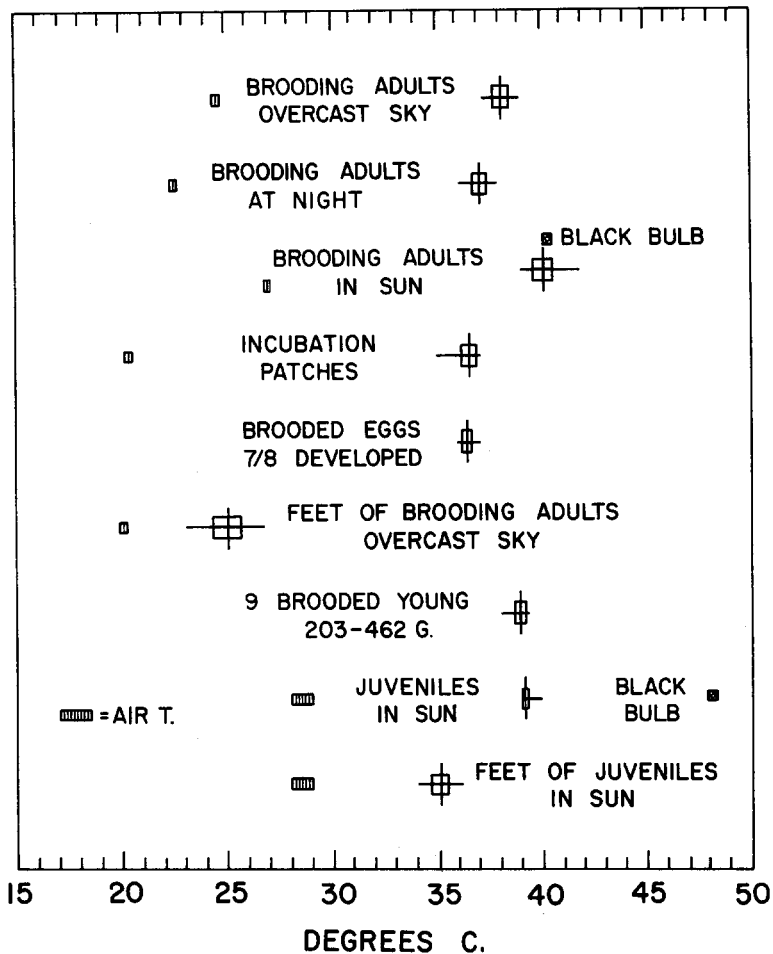 BROODING ADULTS
OVERCAST SKY
BROODING ADULTS
AT NIGHT
BLACK BULB
BROODING ADULTS
IN SUN
INCUBATION
PATCHES
BROODED EGGS
7/8 DEVELOPED
FEET OF BROODING ADULTS
OVERCAST SKY
9 BROODED YOUNG
203-462 G.
JUVENILES
IN SUN
BLACK
BULB
= AIR T.
FEET OF JUVENILES
IN SUN
15 20 25 30 35 40 45 50
DEGREES C.